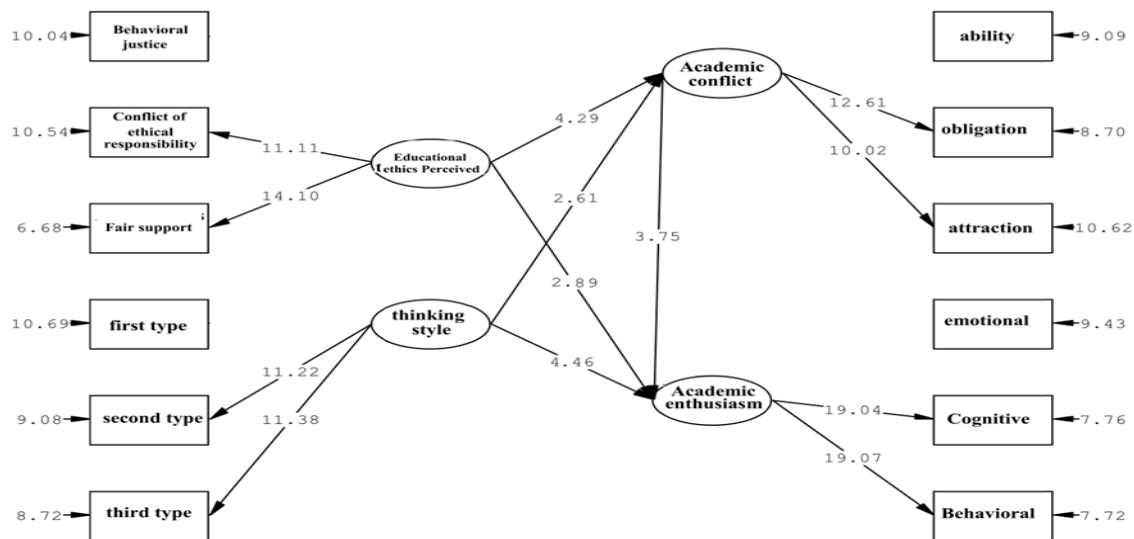 10.04
Behavioral
justice
10.54
Conflict of
ethical
responsibility
6.68
Fair support
10.69
first type
9.08
second type
8.72
third type
11.11
14.10
Educational
ethics Perceived
11.22
11.38
thinking
style
4.29
2.61
2.89
4.46
3.75
Academic
conflict
Academic
enthusiasm
12.61
10.02
19.04
19.07
ability
9.09
obligation
8.70
attraction
10.62
emotional
9.43
Cognitive
7.76
Behavioral
7.72